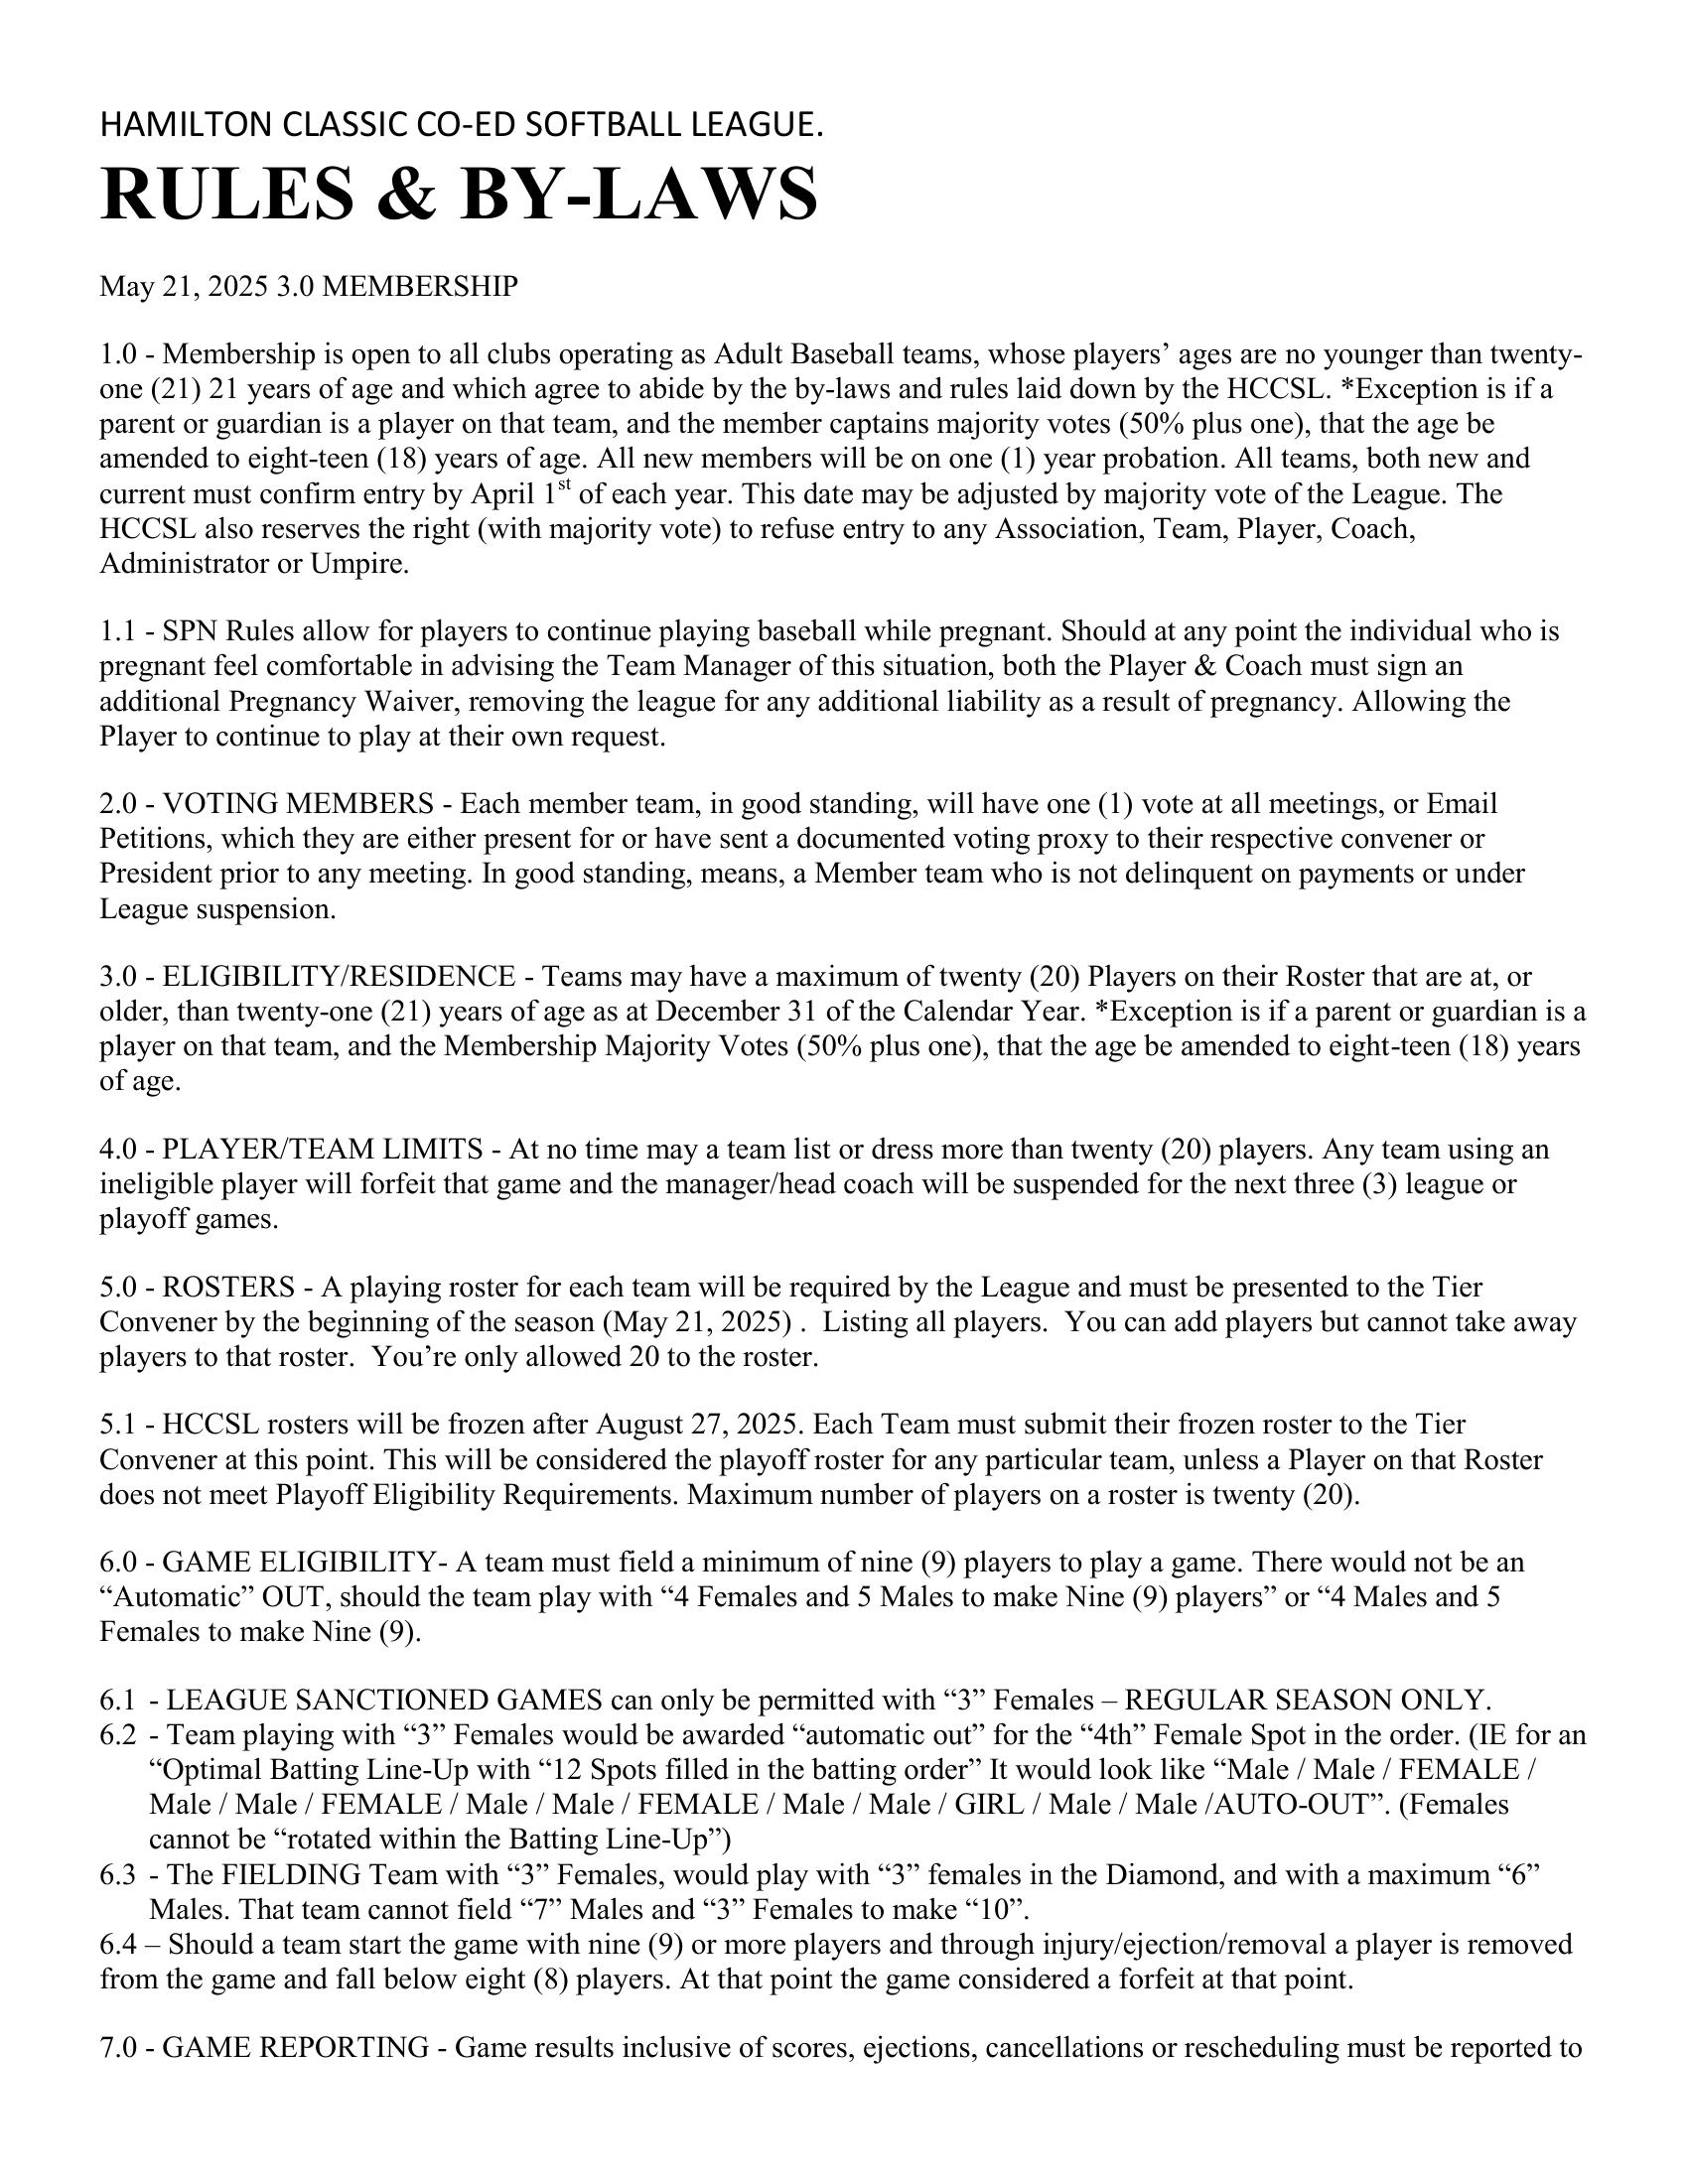 HAMILTON CLASSIC CO-ED SOFTBALL LEAGUE.
RULES & BY-LAWS
May 21, 2025 3.0 MEMBERSHIP
1.0 - Membership is open to all clubs operating as Adult Baseball teams, whose players’ ages are no younger than twenty-
one (21) 21 years of age and which agree to abide by the by-laws and rules laid down by the HCCSL. *Exception is if a
parent or guardian is a player on that team, and the member captains majority votes (50% plus one), that the age be
amended to eight-teen (18) years of age. All new members will be on one (1) year probation. All teams, both new and
current must confirm entry by April 1st of each year. This date may be adjusted by majority vote of the League. The
HCCSL also reserves the right (with majority vote) to refuse entry to any Association, Team, Player, Coach,
Administrator or Umpire.
1.1 - SPN Rules allow for players to continue playing baseball while pregnant. Should at any point the individual who is
pregnant feel comfortable in advising the Team Manager of this situation, both the Player & Coach must sign an
additional Pregnancy Waiver, removing the league for any additional liability as a result of pregnancy. Allowing the
Player to continue to play at their own request.
2.0 - VOTING MEMBERS - Each member team, in good standing, will have one (1) vote at all meetings, or Email
Petitions, which they are either present for or have sent a documented voting proxy to their respective convener or
President prior to any meeting. In good standing, means, a Member team who is not delinquent on payments or under
League suspension.
3.0 - ELIGIBILITY/RESIDENCE - Teams may have a maximum of twenty (20) Players on their Roster that are at, or
older, than twenty-one (21) years of age as at December 31 of the Calendar Year. *Exception is if a parent or guardian is a
player on that team, and the Membership Majority Votes (50% plus one), that the age be amended to eight-teen (18) years
of age.
4.0 - PLAYER/TEAM LIMITS - At no time may a team list or dress more than twenty (20) players. Any team using an
ineligible player will forfeit that game and the manager/head coach will be suspended for the next three (3) league or
playoff games.
5.0 - ROSTERS - A playing roster for each team will be required by the League and must be presented to the Tier
Convener by the beginning of the season (May 21, 2025) .  Listing all players.  You can add players but cannot take away
players to that roster.  You’re only allowed 20 to the roster.
5.1 - HCCSL rosters will be frozen after August 27, 2025. Each Team must submit their frozen roster to the Tier
Convener at this point. This will be considered the playoff roster for any particular team, unless a Player on that Roster
does not meet Playoff Eligibility Requirements. Maximum number of players on a roster is twenty (20).
6.0 - GAME ELIGIBILITY- A team must field a minimum of nine (9) players to play a game. There would not be an
“Automatic” OUT, should the team play with “4 Females and 5 Males to make Nine (9) players” or “4 Males and 5
Females to make Nine (9).
6.1 - LEAGUE SANCTIONED GAMES can only be permitted with “3” Females – REGULAR SEASON ONLY.
6.2 - Team playing with “3” Females would be awarded “automatic out” for the “4th” Female Spot in the order. (IE for an
“Optimal Batting Line-Up with “12 Spots filled in the batting order” It would look like “Male / Male / FEMALE /
Male / Male / FEMALE / Male / Male / FEMALE / Male / Male / GIRL / Male / Male /AUTO-OUT”. (Females
cannot be “rotated within the Batting Line-Up”)
6.3 - The FIELDING Team with “3” Females, would play with “3” females in the Diamond, and with a maximum “6”
Males. That team cannot field “7” Males and “3” Females to make “10”.
6.4 – Should a team start the game with nine (9) or more players and through injury/ejection/removal a player is removed
from the game and fall below eight (8) players. At that point the game considered a forfeit at that point.
7.0 - GAME REPORTING - Game results inclusive of scores, ejections, cancellations or rescheduling must be reported to